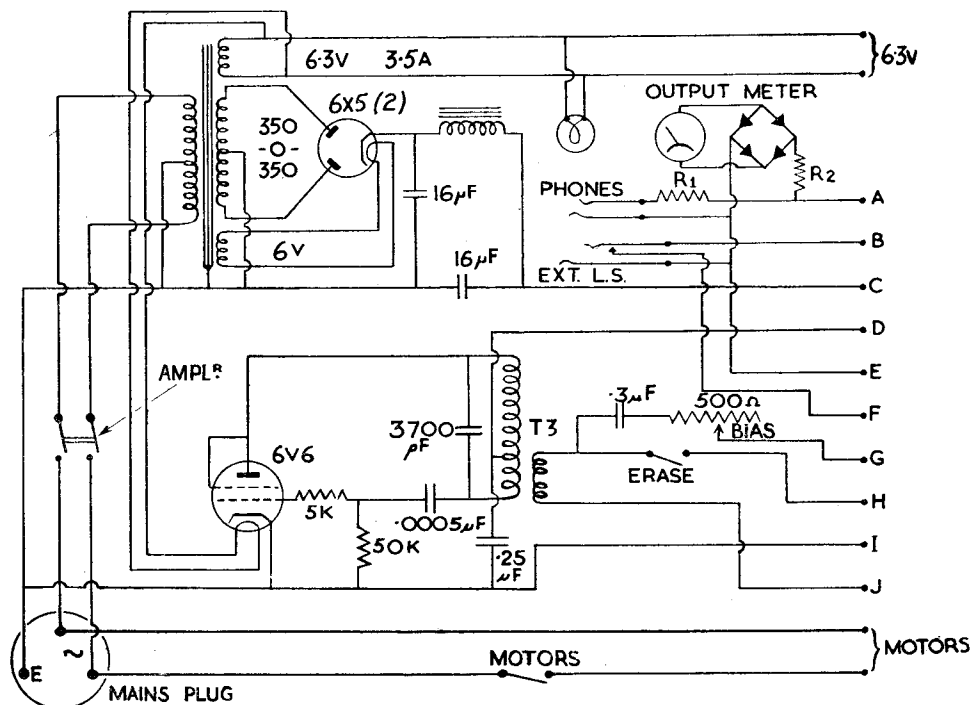 6·3V 3.5A
6·3V
6X5 (2)
OUTPUT METER
350
-O-
350
R1
R2
PHONES
A
16μF
B
6V
16μF
EXT. L.S.
C
D
AMPLR.
E
·3μF
500Ω
F
3700
pF
T3
BIAS
G
6V6
ERASE
5K
·0005μF
H
50K
·25
μF
I
J
~
MOTORS
E
MOTORS
MAINS PLUG